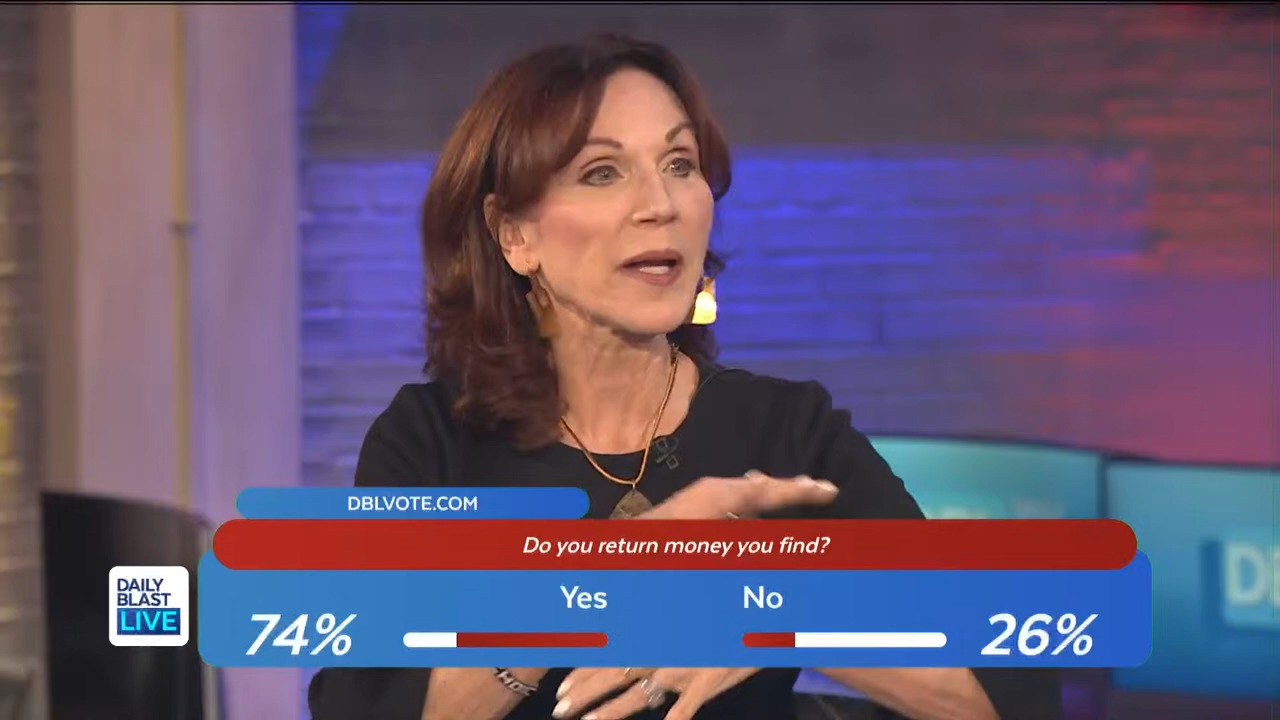 DBLVOTE.COM
Do you return money you find?
DAILY
BLAST
LIVE
Yes
No
74%
26%